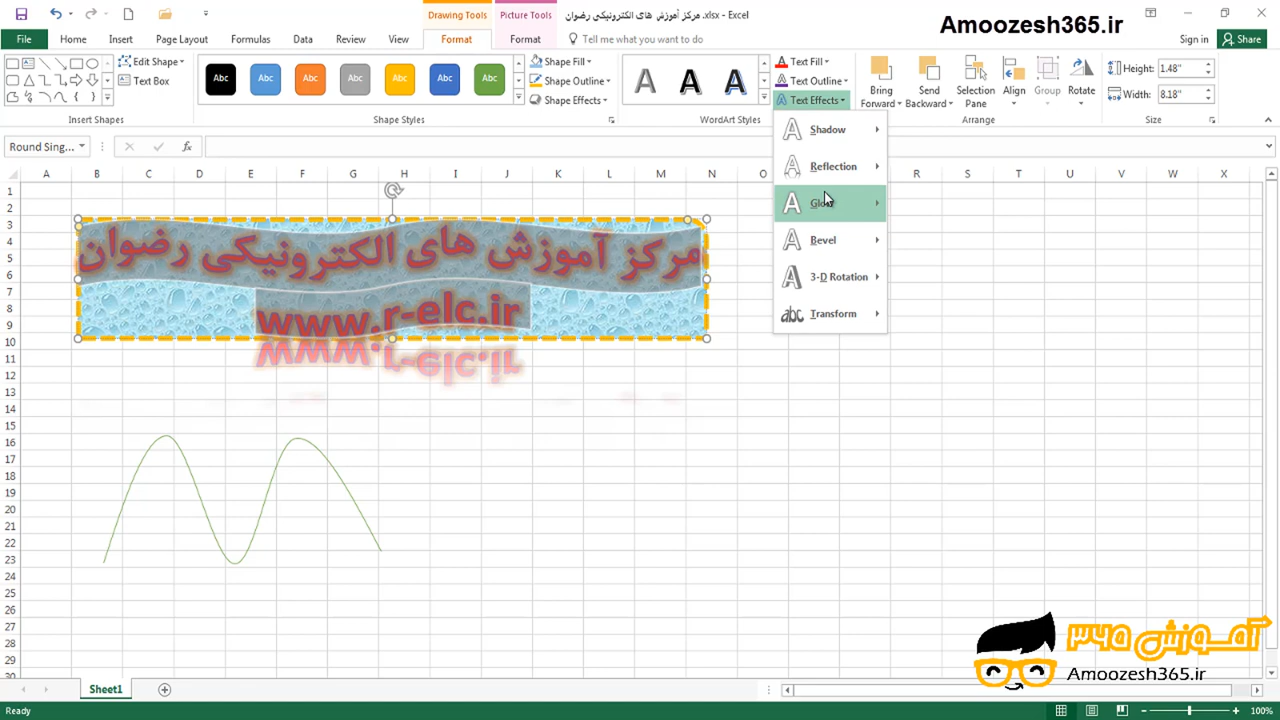 Drawing Tools Picture Tools
مرکز آموزش های الکترونیکی رضوان.xlsx - Excel
Amoozesh365.ir
File Home Insert Page Layout Formulas Data Review View Format Format Tell me what you want to do Sign in Share
Edit Shape
Text Box
Insert Shapes
Abc Abc Abc Abc Abc Abc Abc
Shape Fill
Shape Outline
Shape Effects
Shape Styles
A A A
WordArt Styles
Text Fill
Text Outline
Text Effects
Bring Forward
Send Backward
Selection Pane
Align
Group
Rotate
Arrange
Height: 1.48"
Width: 8.18"
Size
Round Sing...
fx
Shadow
Reflection
Bevel
3-D Rotation
Transform
A B C D E F G H I J K L M N O R S T U V W X
1
2
3
4
5
6
7
8
9
10
11
12
13
14
15
16
17
18
19
20
21
22
23
24
25
26
27
28
29
مرکز آموزش های الکترونیکی رضوان
www.r-elc.ir
آموزش ۳۶۵
Amoozesh365.ir
Sheet1
Ready
100%